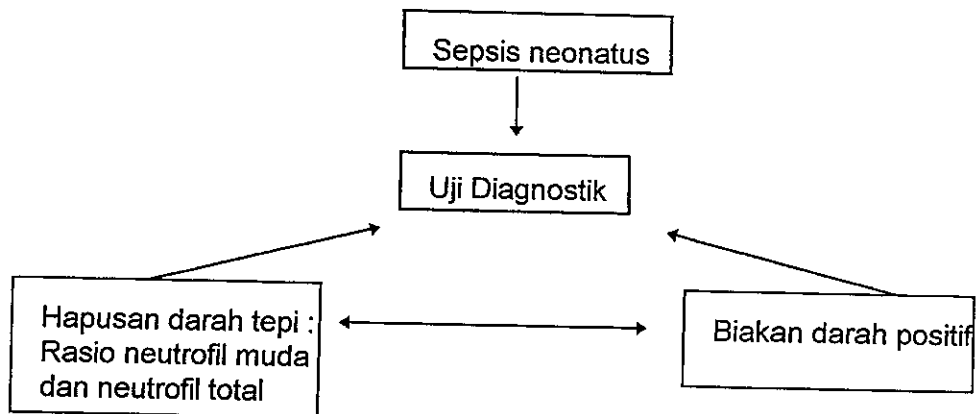 Sepsis neonatus
Uji Diagnostik
Hapusan darah tepi :
Rasio neutrofil muda
dan neutrofil total
Biakan darah positif